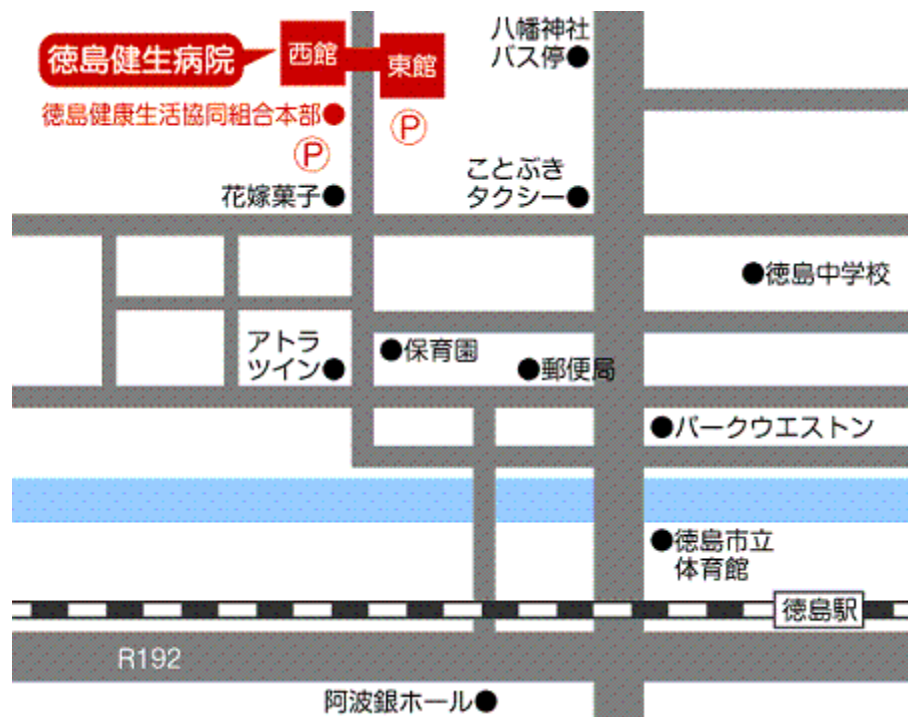 八幡神社
バス停
徳島健生病院
西館
東館
徳島健康生活協同組合本部
P
P
ことぶき
タクシー
花嫁菓子
徳島中学校
アトラ
ツイン
保育園
郵便局
パークウエストン
徳島市立
体育館
徳島駅
R192
阿波銀ホール